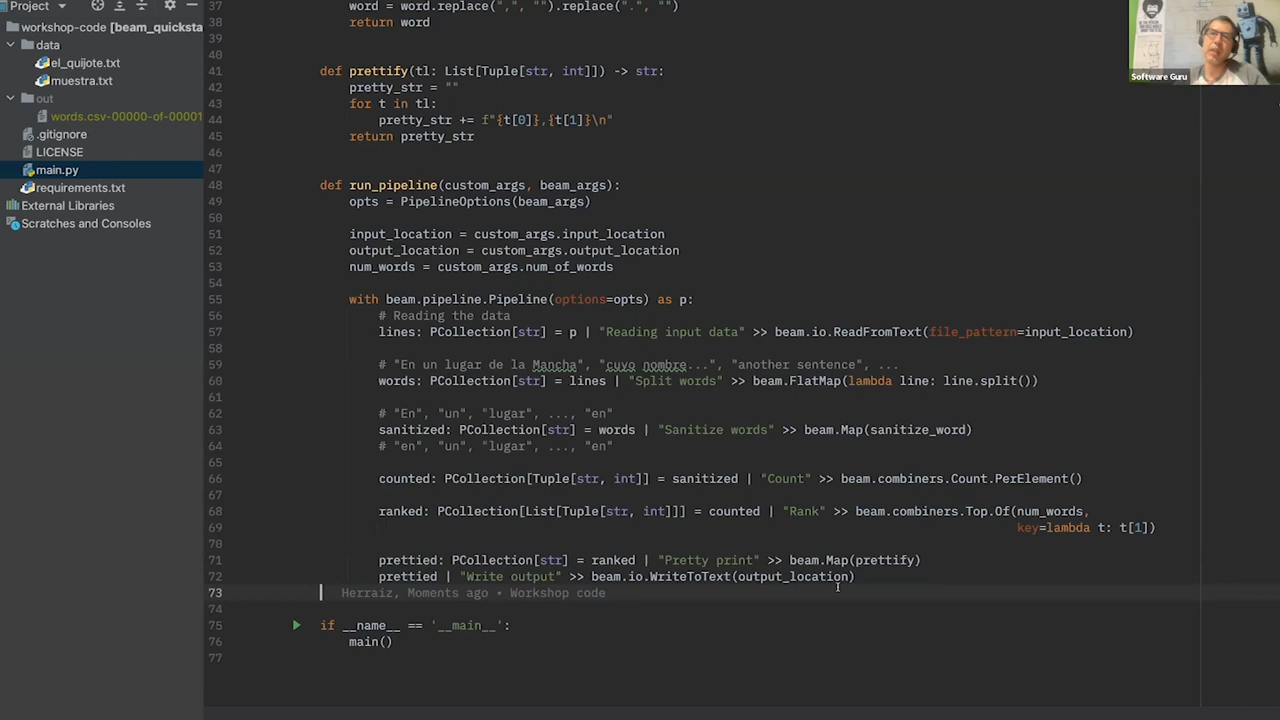 Project
workshop-code [beam_quicksta
data
el_quijote.txt
muestra.txt
out
words.csv-00000-of-00001
.gitignore
LICENSE
main.py
requirements.txt
External Libraries
Scratches and Consoles
37 word = word.replace(",", "").replace(".", "")
38 return word
39
40
41 def prettify(tl: List[Tuple[str, int]]) -> str:
42 pretty_str = ""
43 for t in tl:
44 pretty_str += f"{t[0]},{t[1]}\n"
45 return pretty_str
46
47
48 def run_pipeline(custom_args, beam_args):
49 opts = PipelineOptions(beam_args)
50
51 input_location = custom_args.input_location
52 output_location = custom_args.output_location
53 num_words = custom_args.num_of_words
54
55 with beam.pipeline.Pipeline(options=opts) as p:
56 # Reading the data
57 lines: PCollection[str] = p | "Reading input data" >> beam.io.ReadFromText(file_pattern=input_location)
58
59 # "En un lugar de la Mancha", "cuyo nombre...", "another sentence", ...
60 words: PCollection[str] = lines | "Split words" >> beam.FlatMap(lambda line: line.split())
61
62 # "En", "un", "lugar", ..., "en"
63 sanitized: PCollection[str] = words | "Sanitize words" >> beam.Map(sanitize_word)
64 # "en", "un", "lugar", ..., "en"
65
66 counted: PCollection[Tuple[str, int]] = sanitized | "Count" >> beam.combiners.Count.PerElement()
67
68 ranked: PCollection[List[Tuple[str, int]]] = counted | "Rank" >> beam.combiners.Top.Of(num_words,
69 key=lambda t: t[1])
70
71 prettied: PCollection[str] = ranked | "Pretty print" >> beam.Map(prettify)
72 prettied | "Write output" >> beam.io.WriteToText(output_location)
73 Herraiz, Moments ago • Workshop code
74
75 if __name__ == '__main__':
76 main()
77
Software Guru